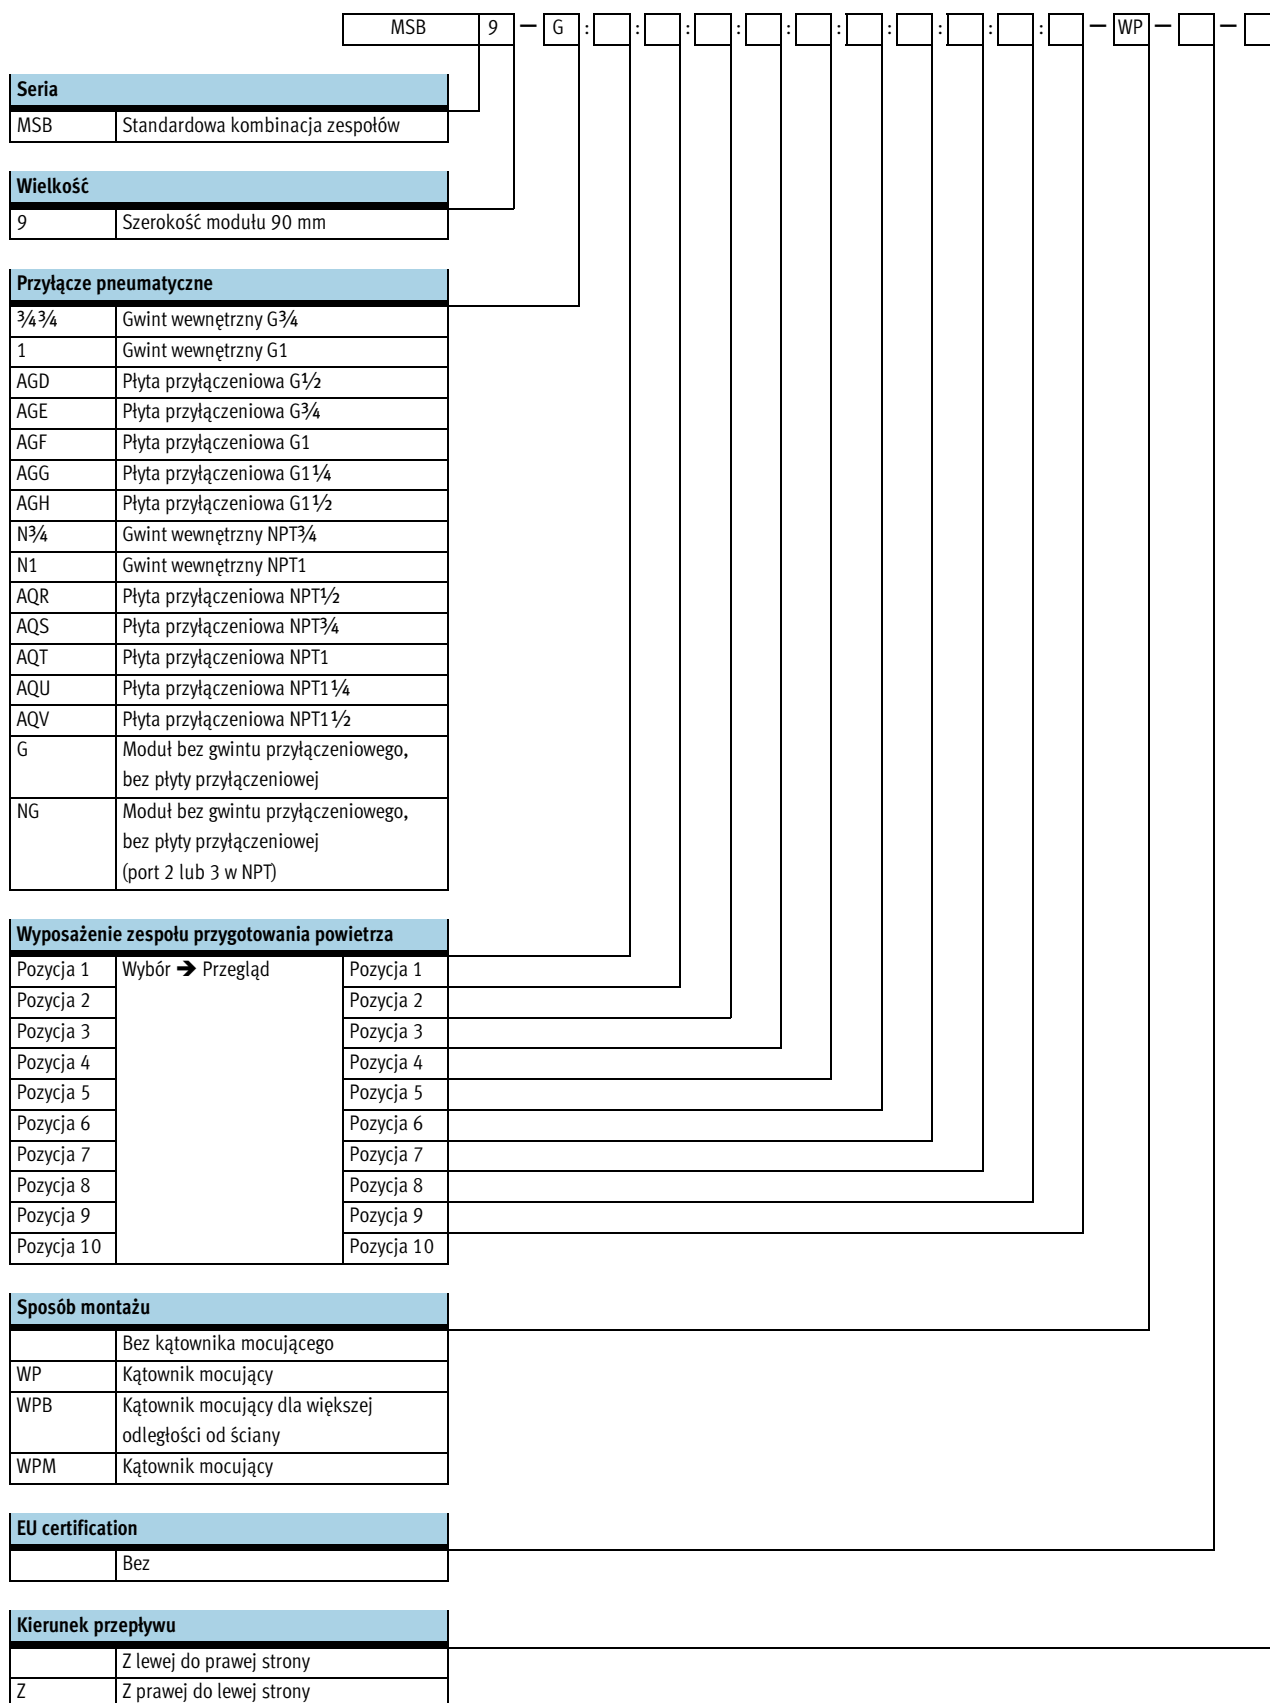 MSB 9 – G : : : : : : : : : : – WP – –
Seria
MSB Standardowa kombinacja zespołów
Wielkość
9 Szerokość modułu 90 mm
Przyłącze pneumatyczne
¾¾ Gwint wewnętrzny G¾
1 Gwint wewnętrzny G1
AGD Płyta przyłączeniowa G½
AGE Płyta przyłączeniowa G¾
AGF Płyta przyłączeniowa G1
AGG Płyta przyłączeniowa G1¼
AGH Płyta przyłączeniowa G1½
N¾ Gwint wewnętrzny NPT¾
N1 Gwint wewnętrzny NPT1
AQR Płyta przyłączeniowa NPT½
AQS Płyta przyłączeniowa NPT¾
AQT Płyta przyłączeniowa NPT1
AQU Płyta przyłączeniowa NPT1¼
AQV Płyta przyłączeniowa NPT1½
G Moduł bez gwintu przyłączeniowego,
bez płyty przyłączeniowej
NG Moduł bez gwintu przyłączeniowego,
bez płyty przyłączeniowej
(port 2 lub 3 w NPT)
Wyposażenie zespołu przygotowania powietrza
Pozycja 1 Wybór ➔ Przegląd Pozycja 1
Pozycja 2 Pozycja 2
Pozycja 3 Pozycja 3
Pozycja 4 Pozycja 4
Pozycja 5 Pozycja 5
Pozycja 6 Pozycja 6
Pozycja 7 Pozycja 7
Pozycja 8 Pozycja 8
Pozycja 9 Pozycja 9
Pozycja 10 Pozycja 10
Sposób montażu
Bez kątownika mocującego
WP Kątownik mocujący
WPB Kątownik mocujący dla większej
odległości od ściany
WPM Kątownik mocujący
EU certification
Bez
Kierunek przepływu
Z lewej do prawej strony
Z Z prawej do lewej strony